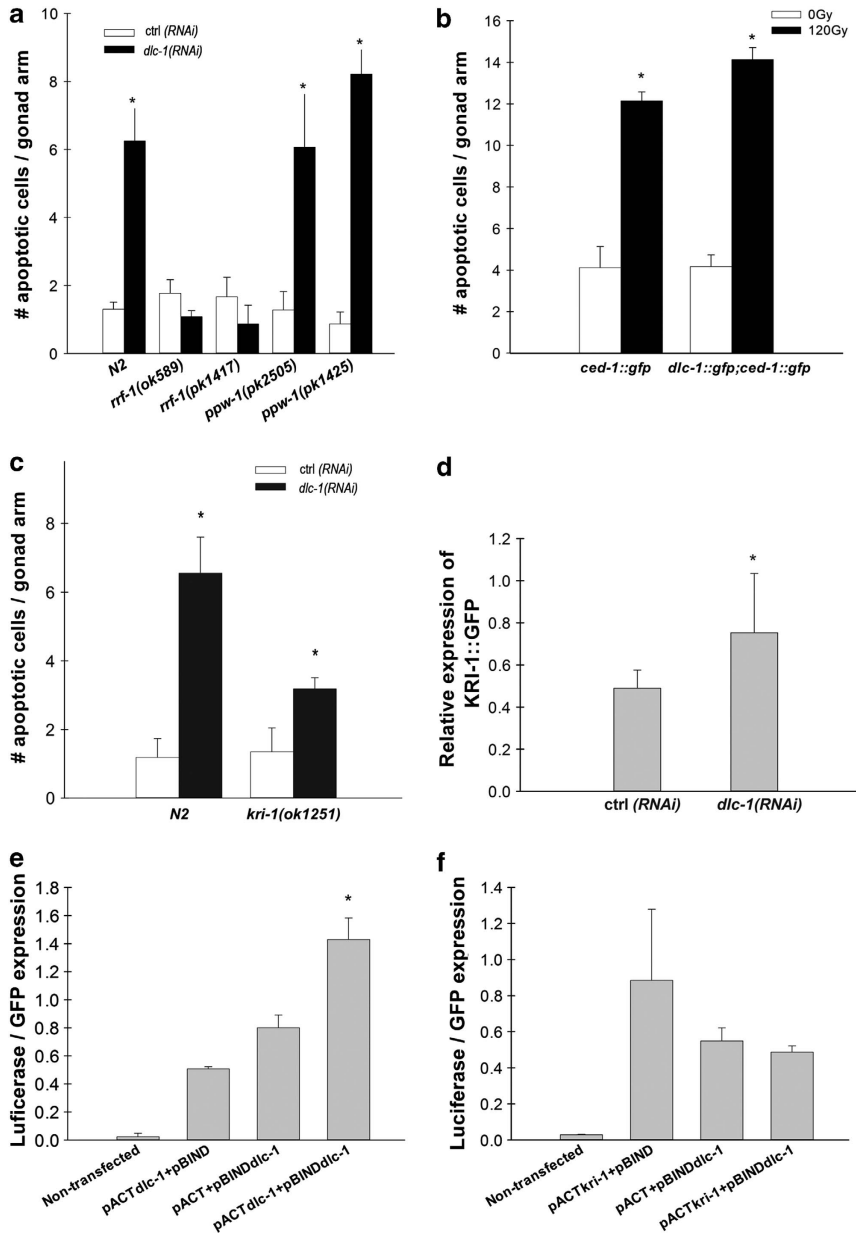 a
ctrl (RNAi)
dlc-1(RNAi)
# apoptotic cells / gonad arm
10
8
6
4
2
0
*
*
*
N2
rrf-1(ok589)
rrf-1(pk1417)
ppw-1(pk2505)
ppw-1(pk1425)
b
0Gy
120Gy
# apoptotic cells / gonad arm
16
14
12
10
8
6
4
2
0
*
*
ced-1::gfp
dlc-1::gfp;ced-1::gfp
c
ctrl (RNAi)
dlc-1(RNAi)
# apoptotic cells / gonad arm
8
6
4
2
0
*
*
N2
kri-1(ok1251)
d
Relative expression of
KRI-1::GFP
1.2
1.0
0.8
0.6
0.4
0.2
0.0
*
ctrl (RNAi)
dlc-1(RNAi)
e
Luficerase / GFP expression
1.8
1.6
1.4
1.2
1.0
0.8
0.6
0.4
0.2
0.0
*
Non-transfected
pACTdlc-1+pBIND
pACT+pBINDdlc-1
pACTdlc-1+pBINDdlc-1
f
Luciferase / GFP expression
1.4
1.2
1.0
0.8
0.6
0.4
0.2
0.0
Non-transfected
pACTkri-1+pBIND
pACT+pBINDdlc-1
pACTkri-1+pBINDdlc-1